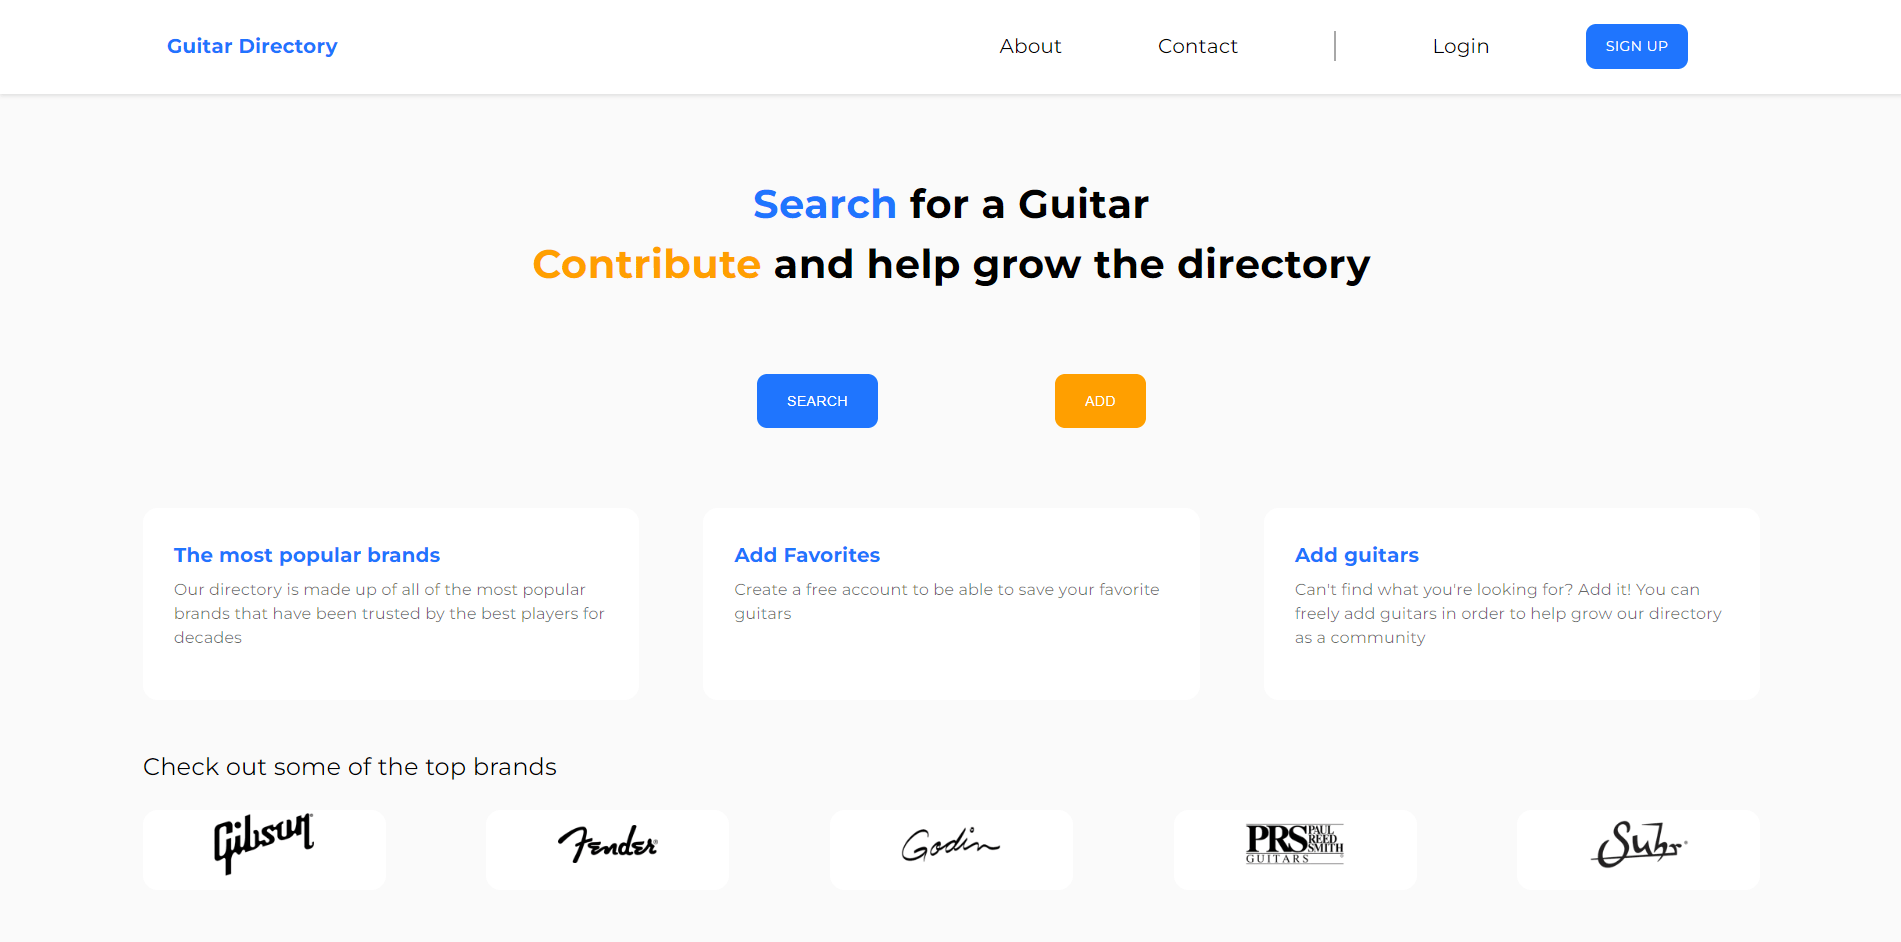 Guitar Directory
About
Contact
Login
SIGN UP
Search for a Guitar
Contribute and help grow the directory
SEARCH
ADD
The most popular brands
Our directory is made up of all of the most popular
brands that have been trusted by the best players for
decades
Add Favorites
Create a free account to be able to save your favorite
guitars
Add guitars
Can't find what you're looking for? Add it! You can
freely add guitars in order to help grow our directory
as a community
Check out some of the top brands
Gibson
Fender
Godin
PRS PAUL
REED
SMITH
GUITARS
Suhr